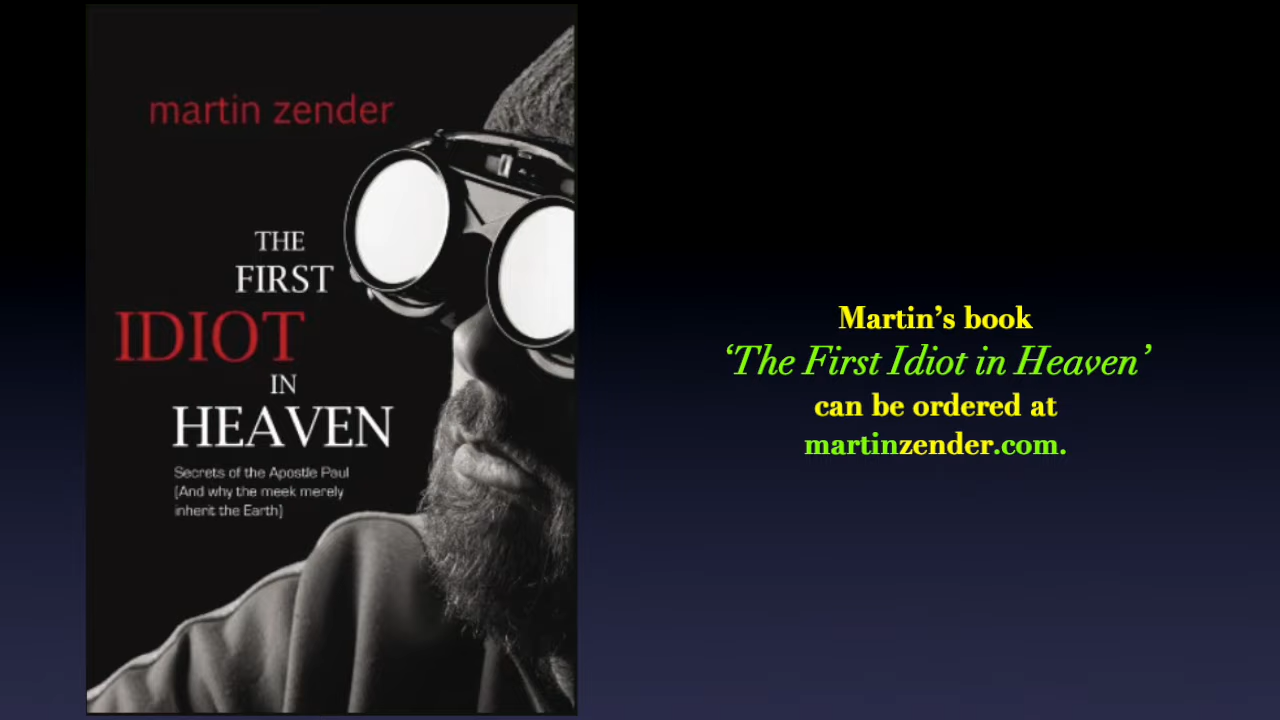 martin zender
THE
FIRST
IDIOT
IN
HEAVEN
Secrets of the Apostle Paul
[And why the meek merely
inherit the Earth]
Martin’s book
‘The First Idiot in Heaven’
can be ordered at
martinzender.com.